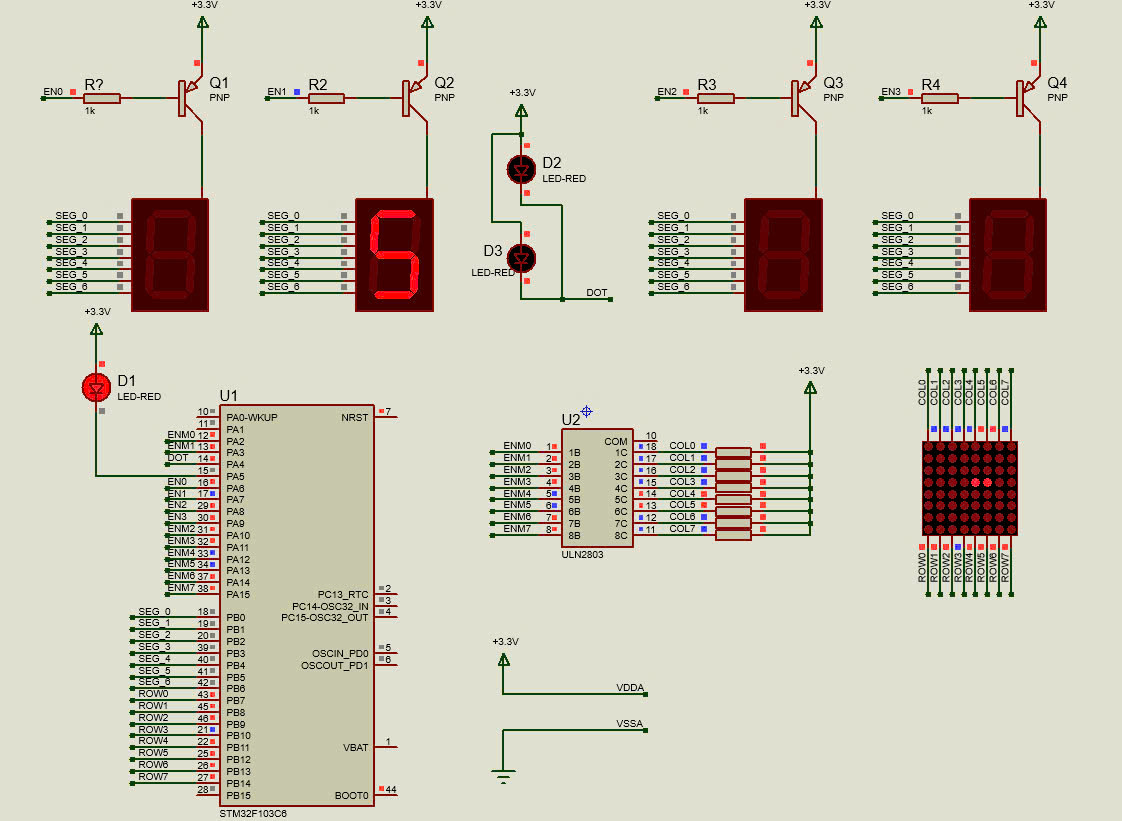 +3.3V +3.3V +3.3V +3.3V
EN0 R? Q1 EN1 R2 Q2 EN2 R3 Q3 EN3 R4 Q4
1k PNP 1k PNP 1k PNP 1k PNP
+3.3V
D2
LED-RED
D3
LED-RED
DOT
SEG_0 SEG_0 SEG_0 SEG_0
SEG_1 SEG_1 SEG_1 SEG_1
SEG_2 SEG_2 SEG_2 SEG_2
SEG_3 SEG_3 SEG_3 SEG_3
SEG_4 SEG_4 SEG_4 SEG_4
SEG_5 SEG_5 SEG_5 SEG_5
SEG_6 SEG_6 SEG_6 SEG_6
5
+3.3V
D1
LED-RED
U1
10 PA0-WKUP NRST 7
11 PA1
ENM0 12 PA2
ENM1 13 PA3
DOT 14 PA4
15 PA5
EN0 16 PA6
EN1 17 PA7
EN2 29 PA8
EN3 30 PA9
ENM2 31 PA10
ENM3 32 PA11
ENM4 33 PA12
ENM5 34 PA13
ENM6 37 PA14
ENM7 38 PA15
PC13_RTC 2
PC14-OSC32_IN 3
PC15-OSC32_OUT 4
SEG_0 18 PB0
SEG_1 19 PB1
SEG_2 20 PB2
SEG_3 39 PB3
SEG_4 40 PB4
SEG_5 41 PB5
SEG_6 42 PB6
ROW0 43 PB7
ROW1 45 PB8
ROW2 46 PB9
ROW3 21 PB10
ROW4 22 PB11
ROW5 25 PB12
ROW6 26 PB13
ROW7 27 PB14
28 PB15
OSCIN_PD0 5
OSCOUT_PD1 6
VBAT 1
BOOT0 44
STM32F103C6
U2
+3.3V
COM 10
ENM0 1 1B 1C 18 COL0
ENM1 2 2B 2C 17 COL1
ENM2 3 3B 3C 16 COL2
ENM3 4 4B 4C 15 COL3
ENM4 5 5B 5C 14 COL4
ENM5 6 6B 6C 13 COL5
ENM6 7 7B 7C 12 COL6
ENM7 8 8B 8C 11 COL7
ULN2803
COL0 COL1 COL2 COL3 COL4 COL5 COL6 COL7
ROW0 ROW1 ROW2 ROW3 ROW4 ROW5 ROW6 ROW7
+3.3V
VDDA
VSSA